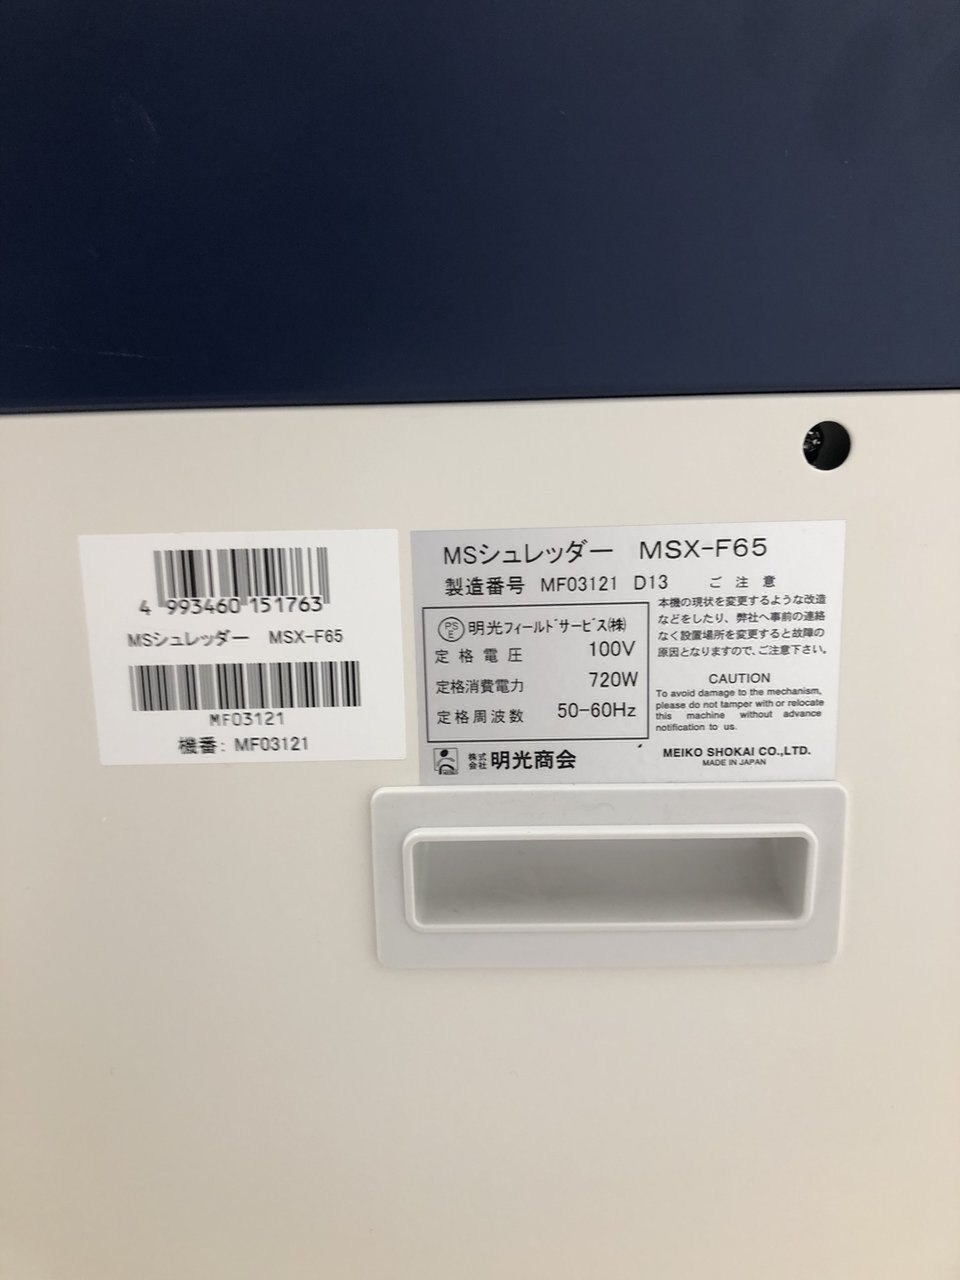 4 993460 151763
MSシュレッダー MSX-F65
MF03121
機番: MF03121
MSシュレッダー MSX-F65
製造番号 MF03121 D13
PSE 明光フィールドサービス㈱
定格電圧 100V
定格消費電力 720W
定格周波数 50-60Hz
株式会社 明光商会
ご注意
本機の現状を変更するような改造
などをしたり、弊社へ事前の連絡
なく設置場所を変更すると故障の
原因となりますので、ご注意下さい。
CAUTION
To avoid damage to the mechanism,
please do not tamper with or relocate
this machine without advance
notification to us.
MEIKO SHOKAI CO.,LTD.
MADE IN JAPAN